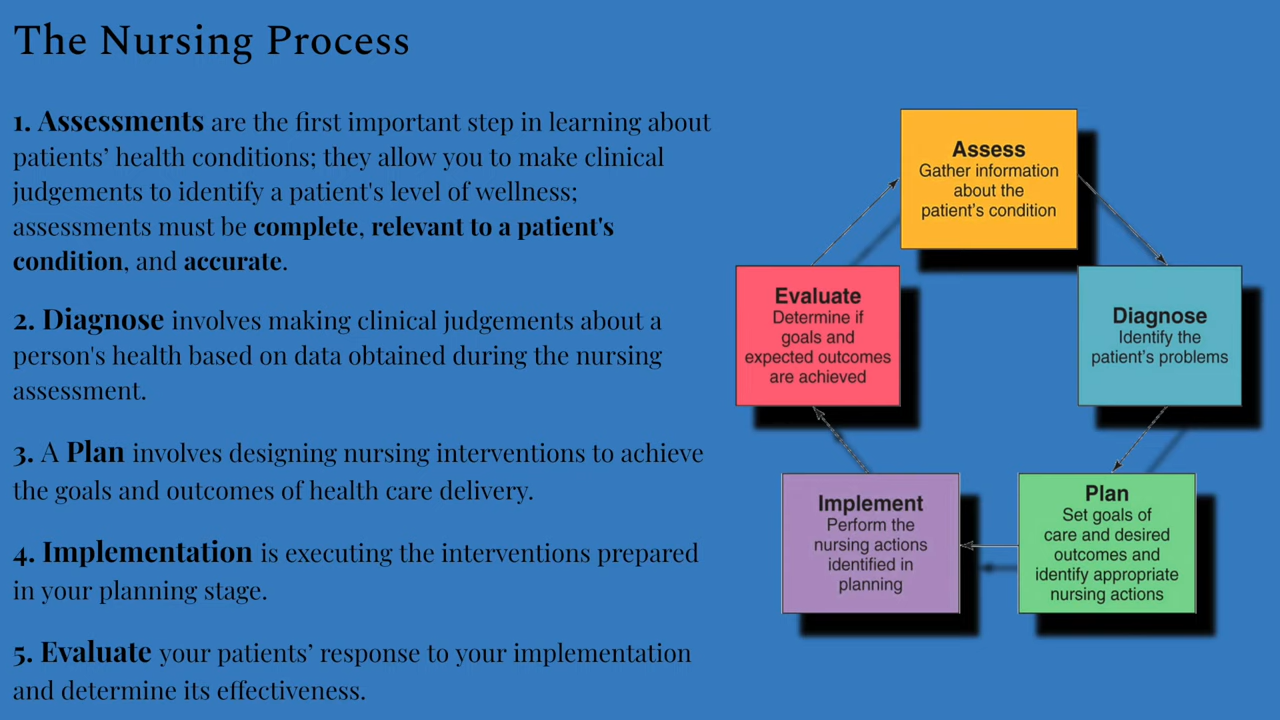 The Nursing Process
1. Assessments are the first important step in learning about
patients’ health conditions; they allow you to make clinical
judgements to identify a patient's level of wellness;
assessments must be complete, relevant to a patient's
condition, and accurate.
2. Diagnose involves making clinical judgements about a
person's health based on data obtained during the nursing
assessment.
3. A Plan involves designing nursing interventions to achieve
the goals and outcomes of health care delivery.
4. Implementation is executing the interventions prepared
in your planning stage.
5. Evaluate your patients’ response to your implementation
and determine its effectiveness.
Assess
Gather information
about the
patient’s condition
Diagnose
Identify the
patient’s problems
Plan
Set goals of
care and desired
outcomes and
identify appropriate
nursing actions
Implement
Perform the
nursing actions
identified in
planning
Evaluate
Determine if
goals and
expected outcomes
are achieved